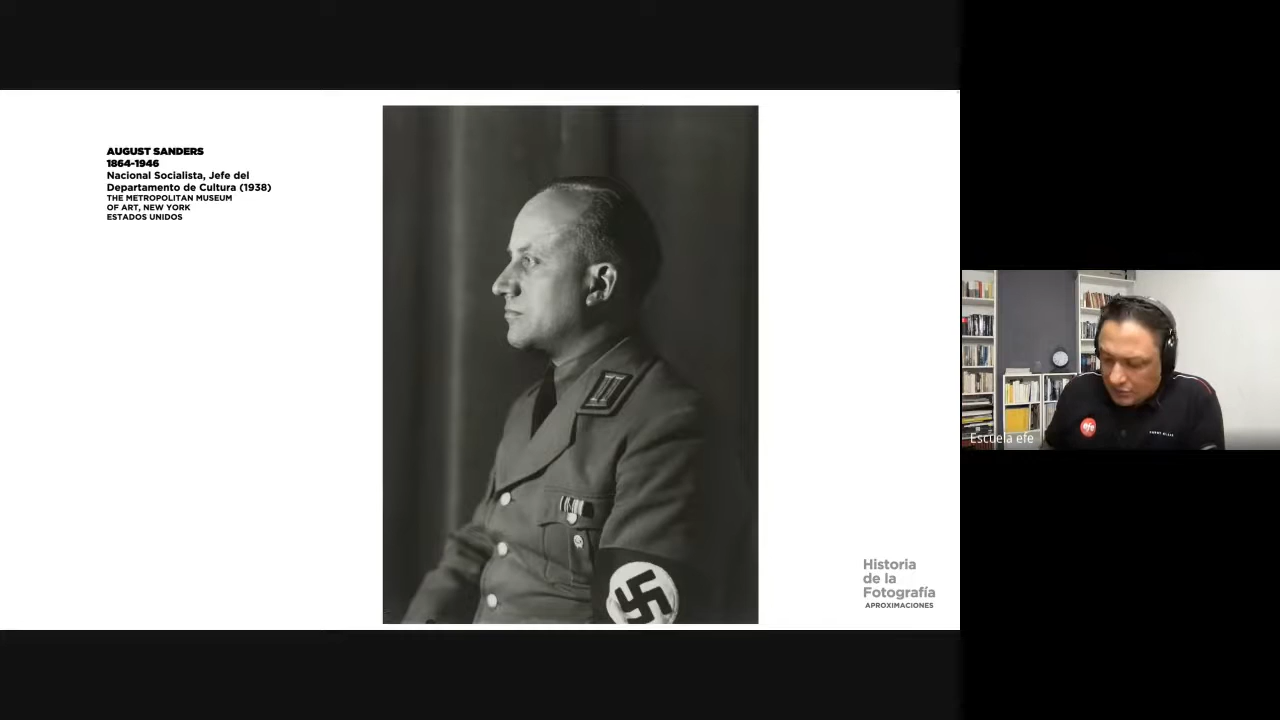 AUGUST SANDERS
1864-1946
Nacional Socialista, Jefe del
Departamento de Cultura (1938)
THE METROPOLITAN MUSEUM
OF ART, NEW YORK
ESTADOS UNIDOS
Historia
de la
Fotografía
APROXIMACIONES
efe
Escuela efe